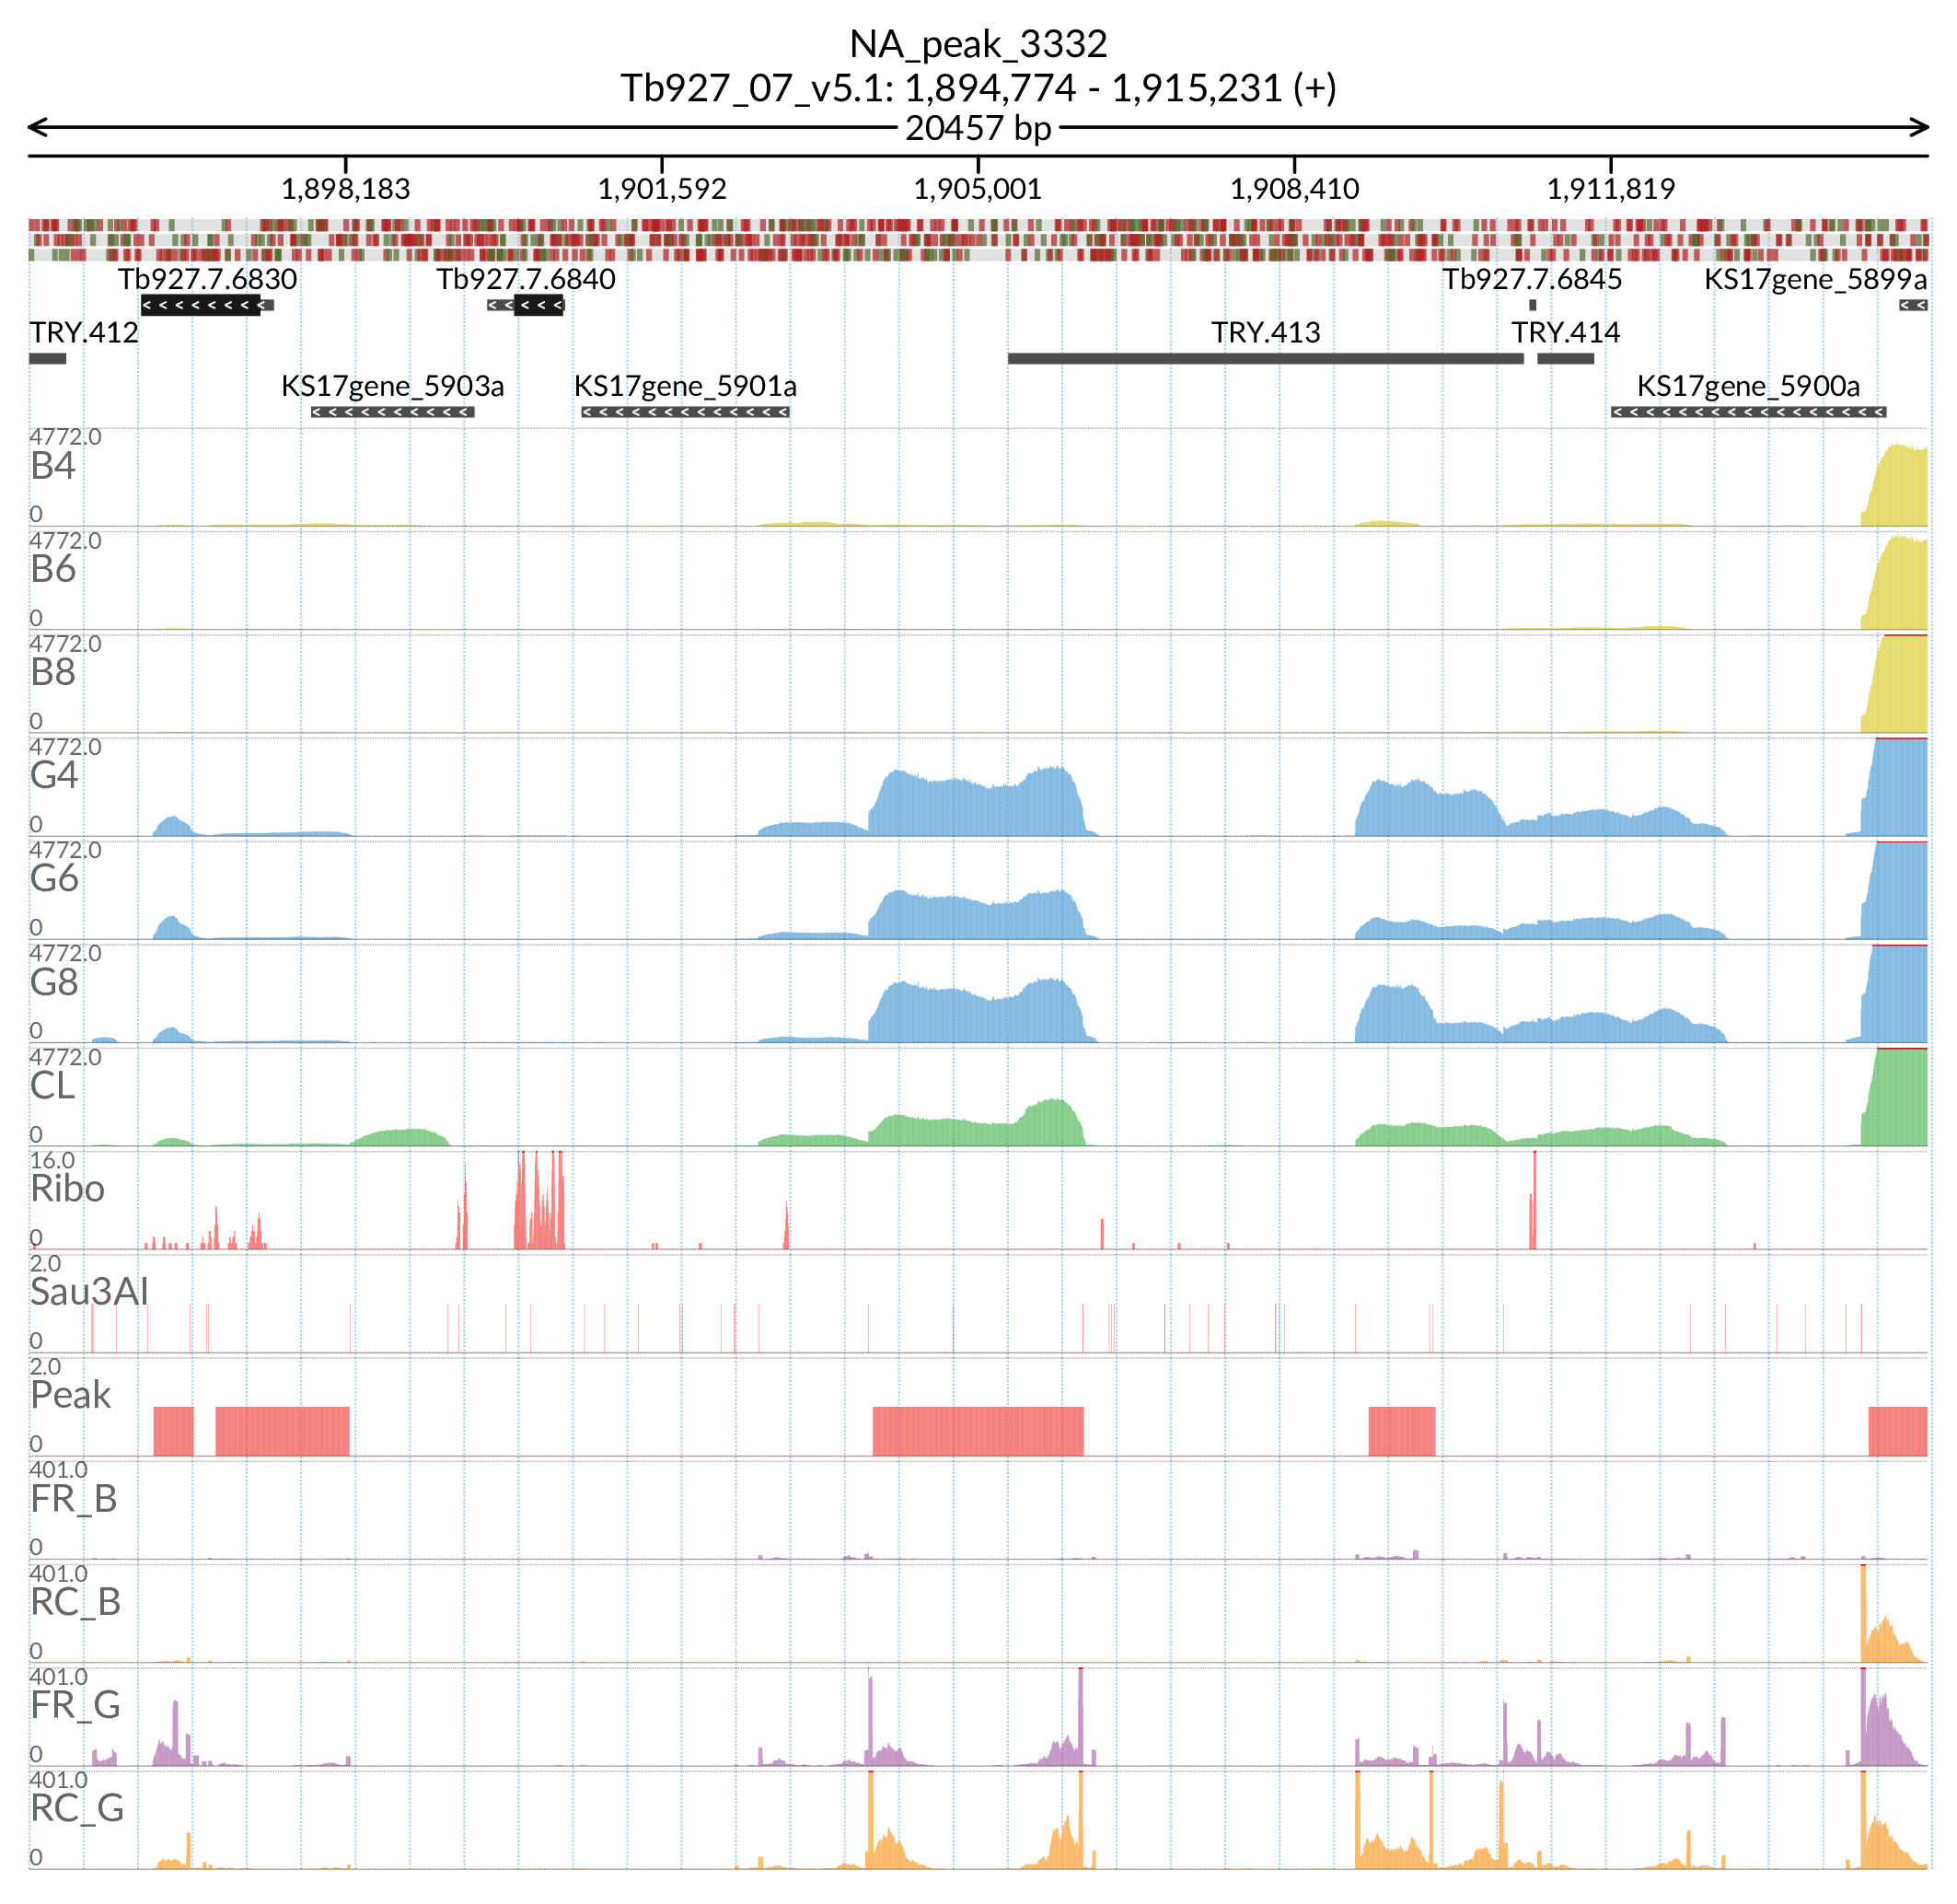 NA_peak_3332
Tb927_07_v5.1: 1,894,774 - 1,915,231 (+)
20457 bp
1,898,183 1,901,592 1,905,001 1,908,410 1,911,819
Tb927.7.6830 Tb927.7.6840 Tb927.7.6845 KS17gene_5899a
TRY.412 TRY.413 TRY.414
KS17gene_5903a KS17gene_5901a KS17gene_5900a
4772.0
B4
0
4772.0
B6
0
4772.0
B8
0
4772.0
G4
0
4772.0
G6
0
4772.0
G8
0
4772.0
CL
0
16.0
Ribo
0
2.0
Sau3AI
0
2.0
Peak
0
401.0
FR_B
0
401.0
RC_B
0
401.0
FR_G
0
401.0
RC_G
0